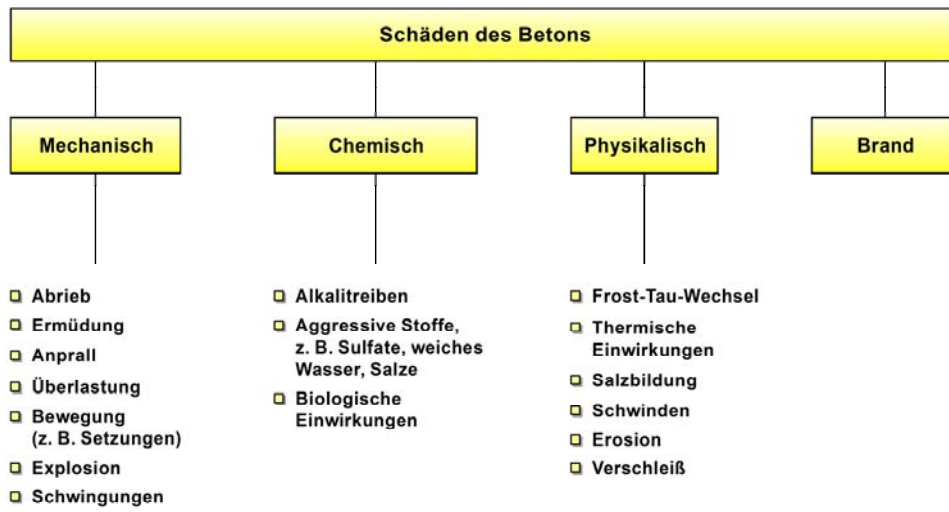 Schäden des Betons
Mechanisch
Chemisch
Physikalisch
Brand
Abrieb
Ermüdung
Anprall
Überlastung
Bewegung
(z. B. Setzungen)
Explosion
Schwingungen
Alkalitreiben
Aggressive Stoffe,
z. B. Sulfate, weiches
Wasser, Salze
Biologische
Einwirkungen
Frost-Tau-Wechsel
Thermische
Einwirkungen
Salzbildung
Schwinden
Erosion
Verschleiß